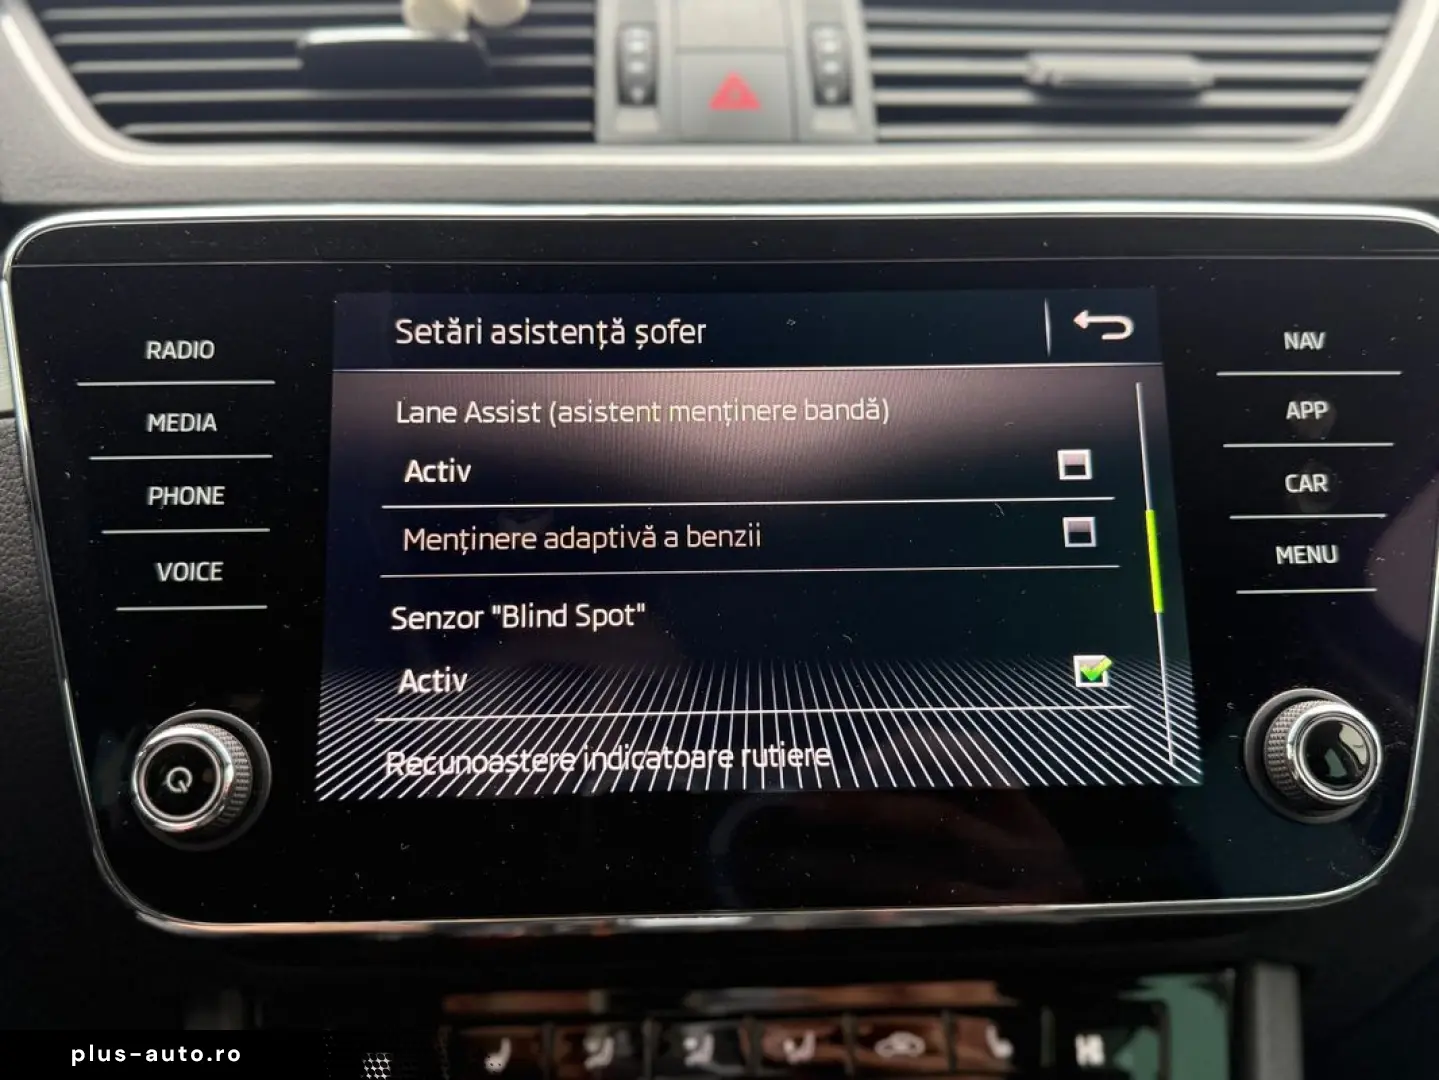 RADIO
MEDIA
PHONE
VOICE
Setări asistență șofer
Lane Assist (asistent menținere bandă)
Activ
Menținere adaptivă a benzii
Senzor "Blind Spot"
Activ
Recunoaștere indicatoare rutiere
NAV
APP
CAR
MENU
plus-auto.ro